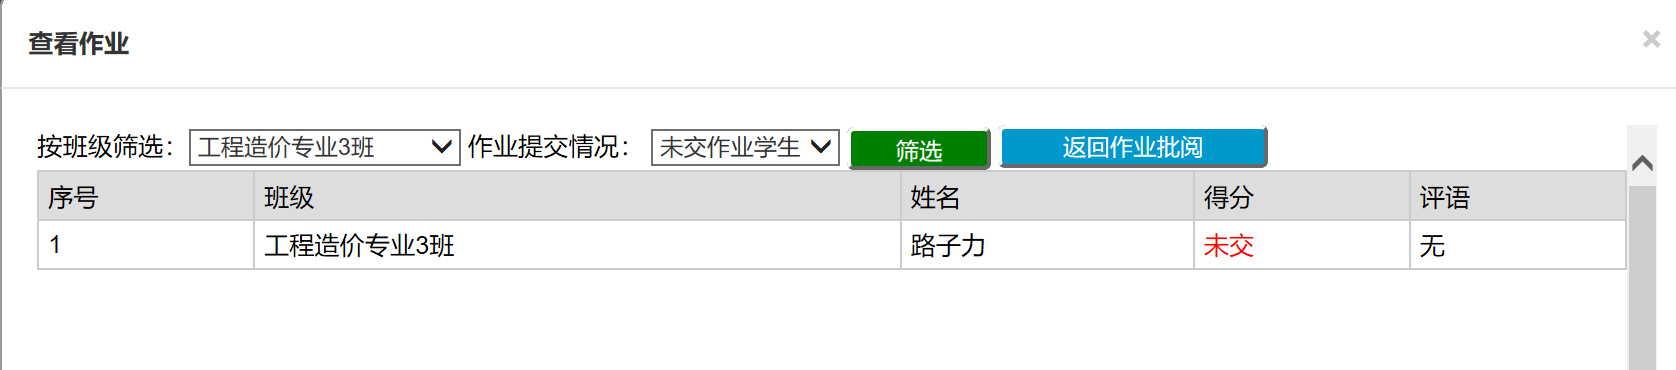 查看作业
×
按班级筛选： 工程造价专业3班 作业提交情况： 未交作业学生 筛选 返回作业批阅
序号 班级 姓名 得分 评语
1 工程造价专业3班 路子力 未交 无